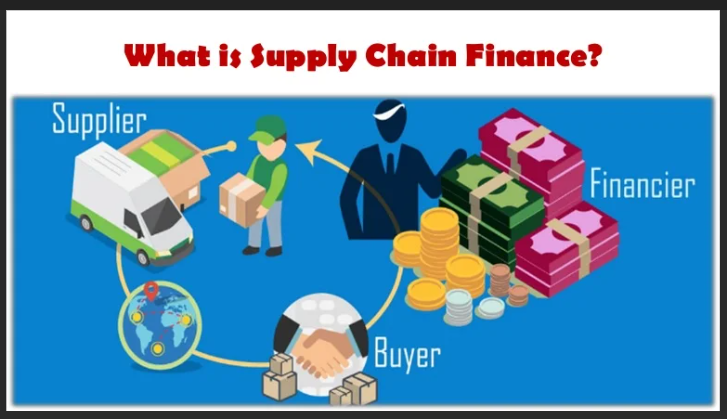 What is Supply Chain Finance?
Supplier
Financier
Buyer